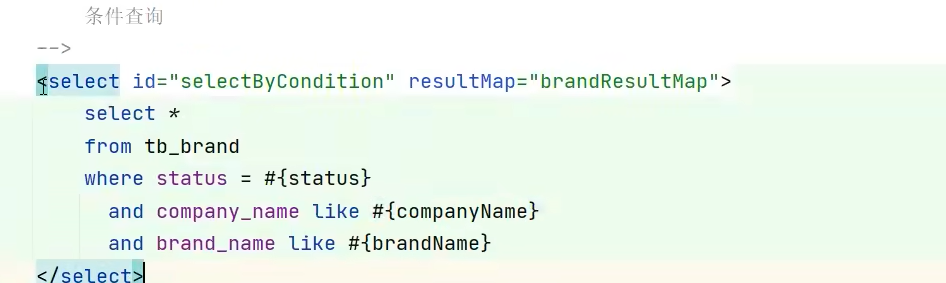 条件查询
-->
<select id="selectByCondition" resultMap="brandResultMap">
select *
from tb_brand
where status = #{status}
and company_name like #{companyName}
and brand_name like #{brandName}
</select>